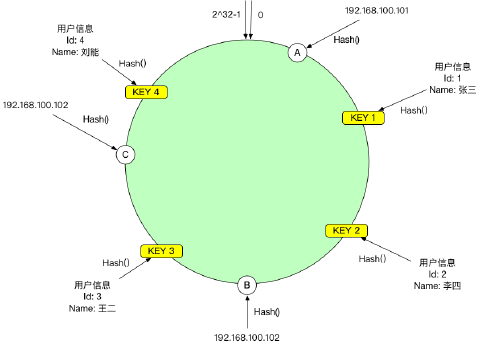 2^32-1
0
192.168.100.101
Hash()
A
用户信息
Id: 4
Name: 刘能
Hash()
KEY 4
用户信息
Id: 1
Name: 张三
Hash()
KEY 1
192.168.100.102
Hash()
C
KEY 2
用户信息
Id: 2
Name: 李四
Hash()
KEY 3
Hash()
用户信息
Id: 3
Name: 王二
B
Hash()
192.168.100.102